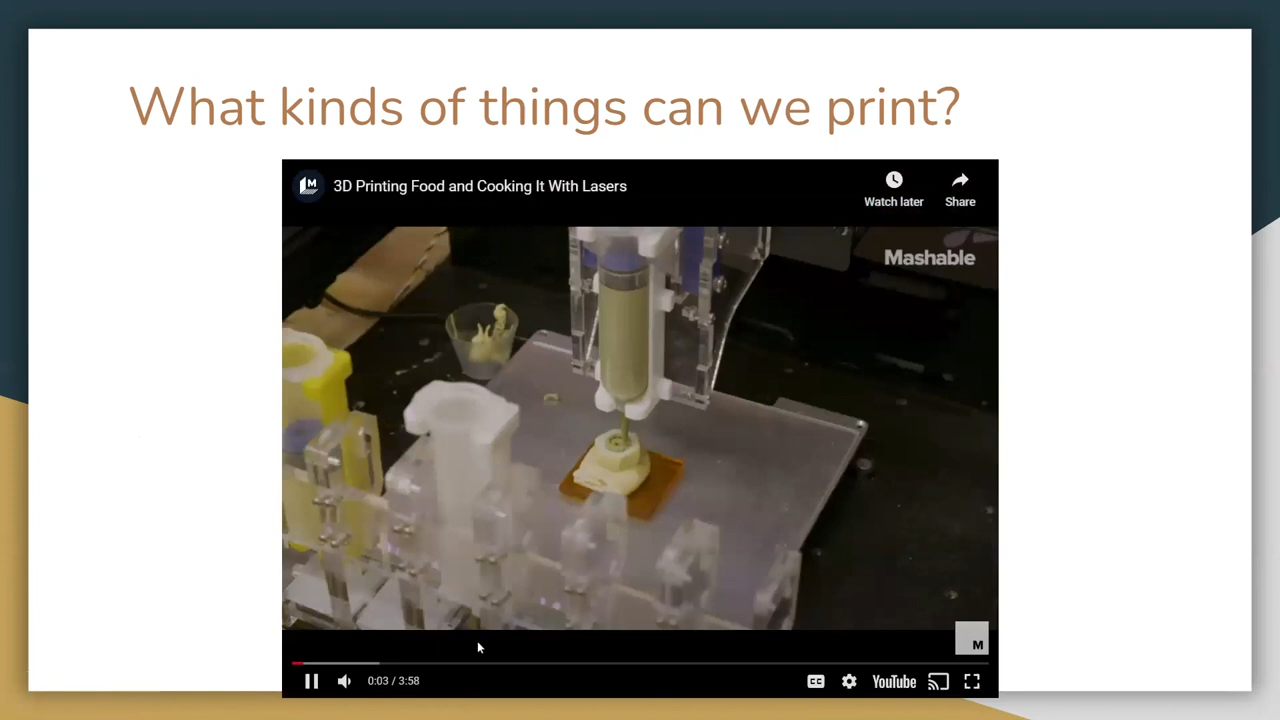 What kinds of things can we print?
M
3D Printing Food and Cooking It With Lasers
Watch later
Share
Mashable
M
0:03 / 3:58
CC
YouTube